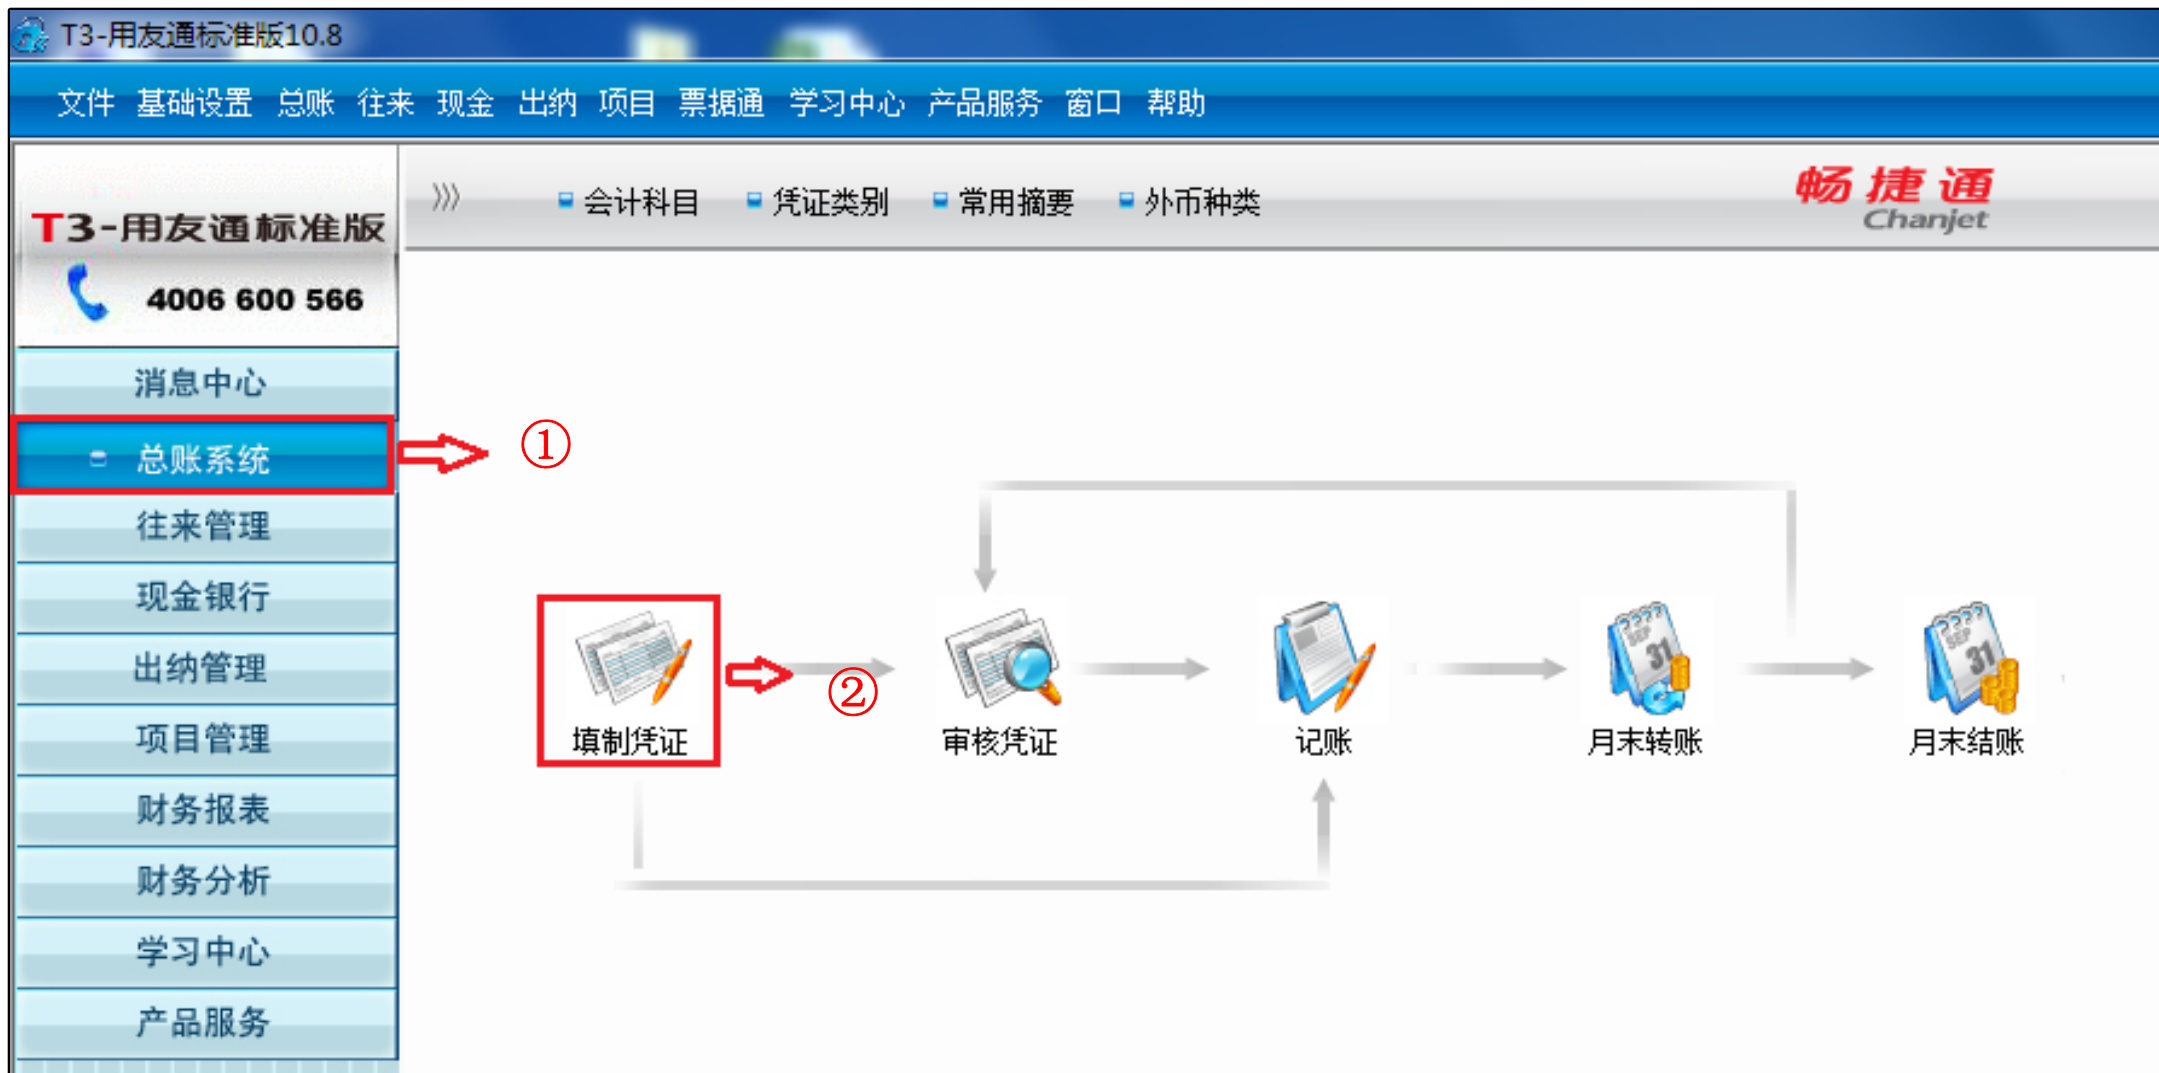 T3-用友通标准版10.8
文件 基础设置 总账 往来 现金 出纳 项目 票据通 学习中心 产品服务 窗口 帮助
T3-用友通标准版
4006 600 566
会计科目 凭证类别 常用摘要 外币种类
畅捷通
Chanjet
消息中心
总账系统
①
往来管理
现金银行
出纳管理
项目管理
财务报表
财务分析
学习中心
产品服务
②
SEP
31
SEP
31
填制凭证 审核凭证 记账 月末转账 月末结账